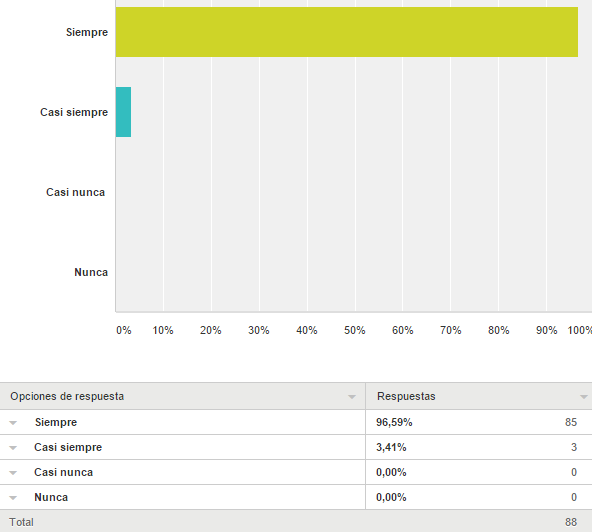 Siempre
Casi siempre
Casi nunca
Nunca
0% 10% 20% 30% 40% 50% 60% 70% 80% 90% 100%
Opciones de respuesta Respuestas
Siempre 96,59% 85
Casi siempre 3,41% 3
Casi nunca 0,00% 0
Nunca 0,00% 0
Total 88